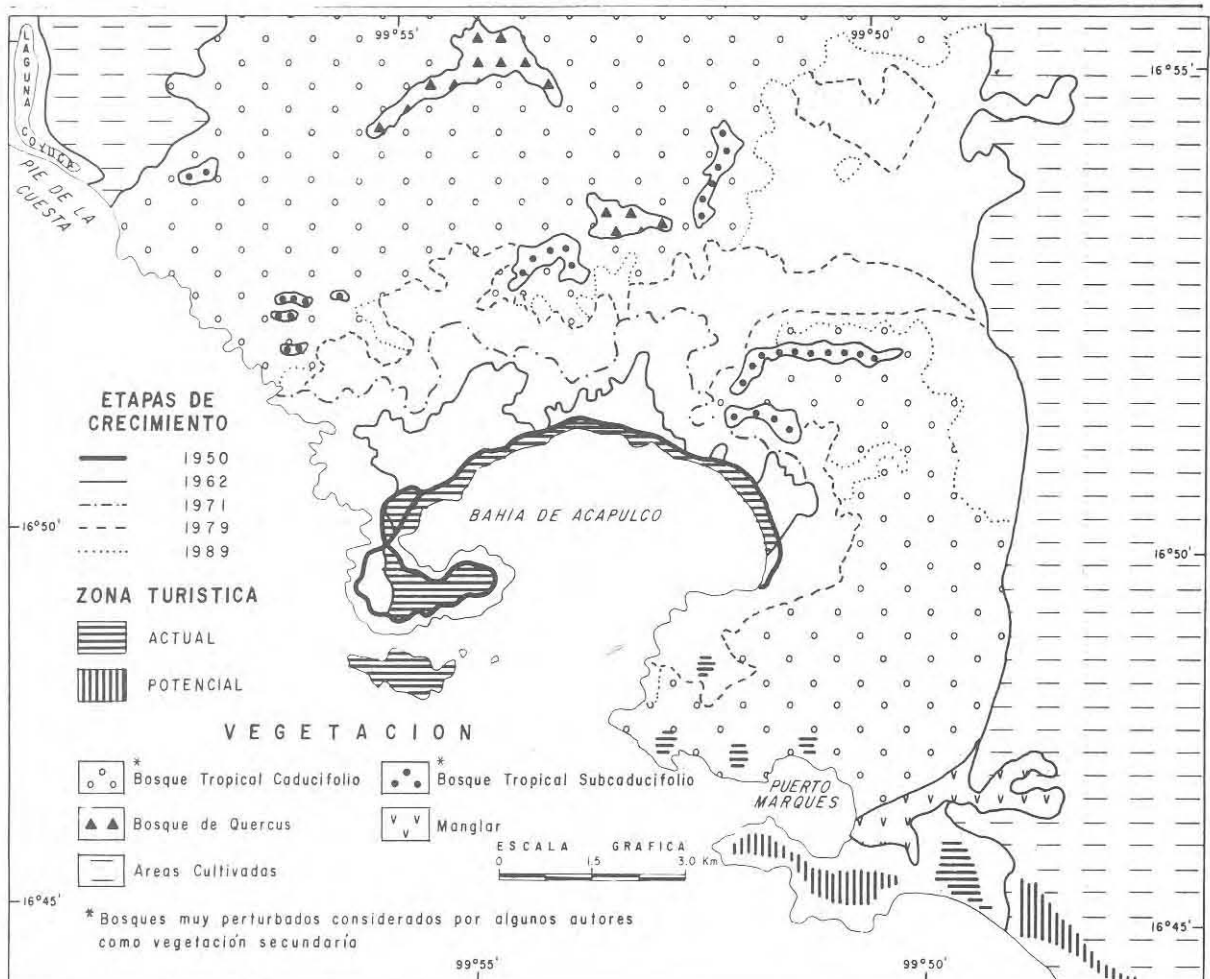 99°55'
99°50'
16°55'
16°55'
LAGUNA COYUCA
PIE DE LA
CUESTA
ETAPAS DE
CRECIMIENTO
1950
1962
1971
1979
1989
16°50'
BAHIA DE ACAPULCO
16°50'
ZONA TURISTICA
ACTUAL
POTENCIAL
VEGETACION
* Bosque Tropical Caducifolio
* Bosque Tropical Subcaducifolio
Bosque de Quercus
Manglar
Areas Cultivadas
PUERTO
MARQUES
ESCALA GRAFICA
0 1.5 3.0 Km
16°45'
16°45'
* Bosques muy perturbados considerados por algunos autores
como vegetación secundaría
99°55'
99°50'